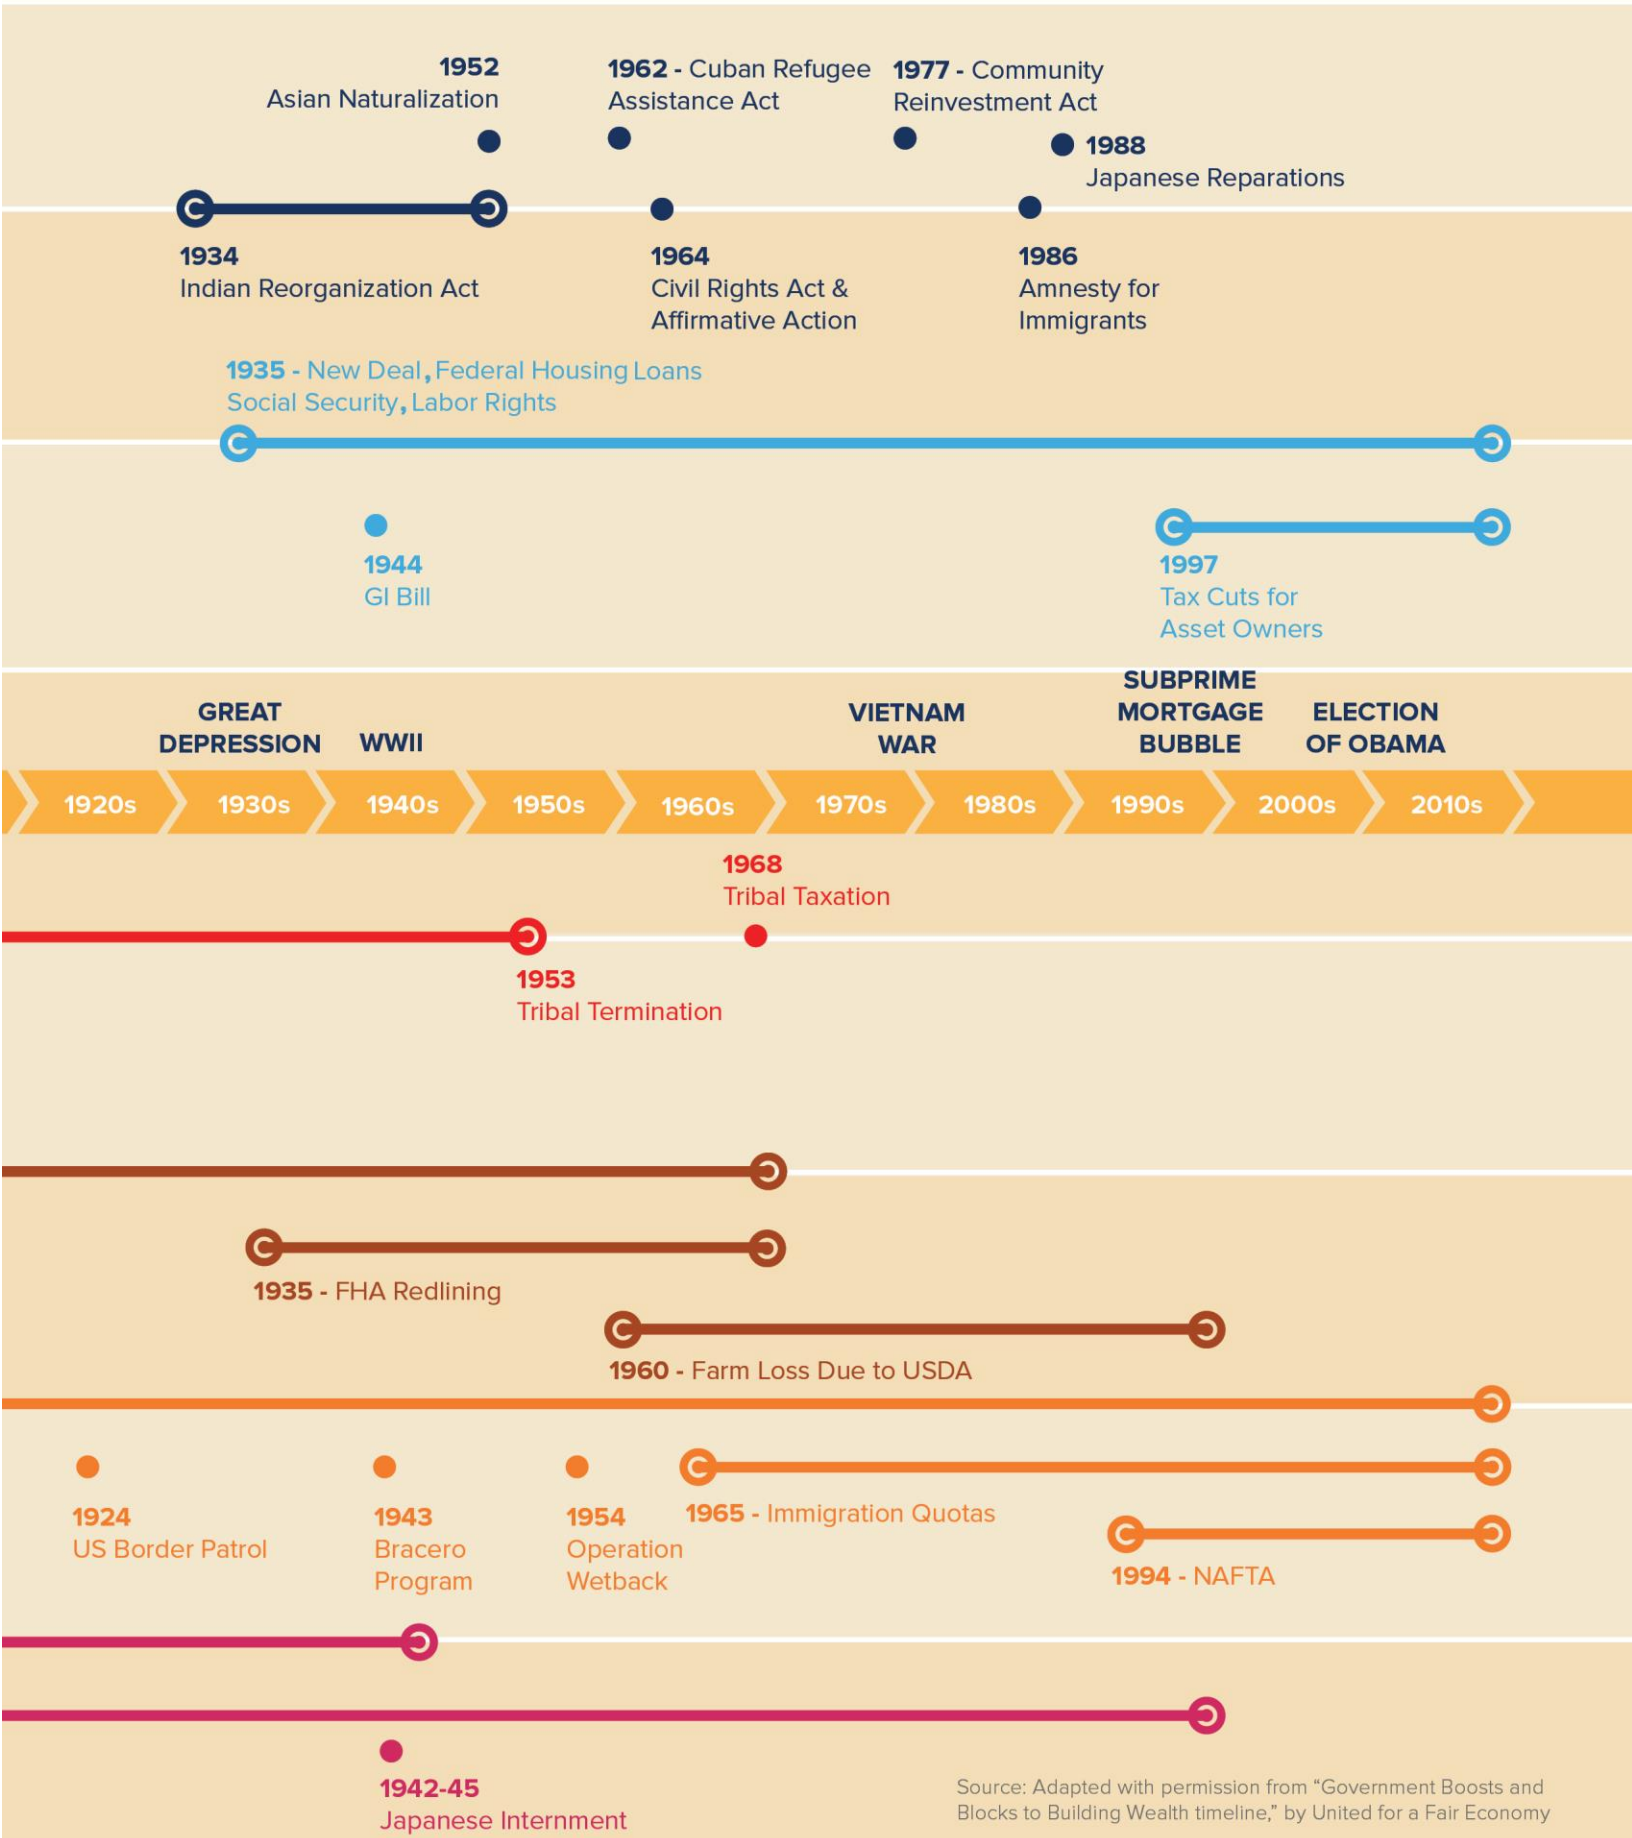 1952
Asian Naturalization
1962 - Cuban Refugee
Assistance Act
1977 - Community
Reinvestment Act
1988
Japanese Reparations
1934
Indian Reorganization Act
1964
Civil Rights Act &
Affirmative Action
1986
Amnesty for
Immigrants
1935 - New Deal, Federal Housing Loans
Social Security, Labor Rights
1944
GI Bill
1997
Tax Cuts for
Asset Owners
GREAT
DEPRESSION
WWII
VIETNAM
WAR
SUBPRIME
MORTGAGE
BUBBLE
ELECTION
OF OBAMA
1920s 1930s 1940s 1950s 1960s 1970s 1980s 1990s 2000s 2010s
1968
Tribal Taxation
1953
Tribal Termination
1935 - FHA Redlining
1960 - Farm Loss Due to USDA
1924
US Border Patrol
1943
Bracero
Program
1954
Operation
Wetback
1965 - Immigration Quotas
1994 - NAFTA
1942-45
Japanese Internment
Source: Adapted with permission from “Government Boosts and
Blocks to Building Wealth timeline,” by United for a Fair Economy